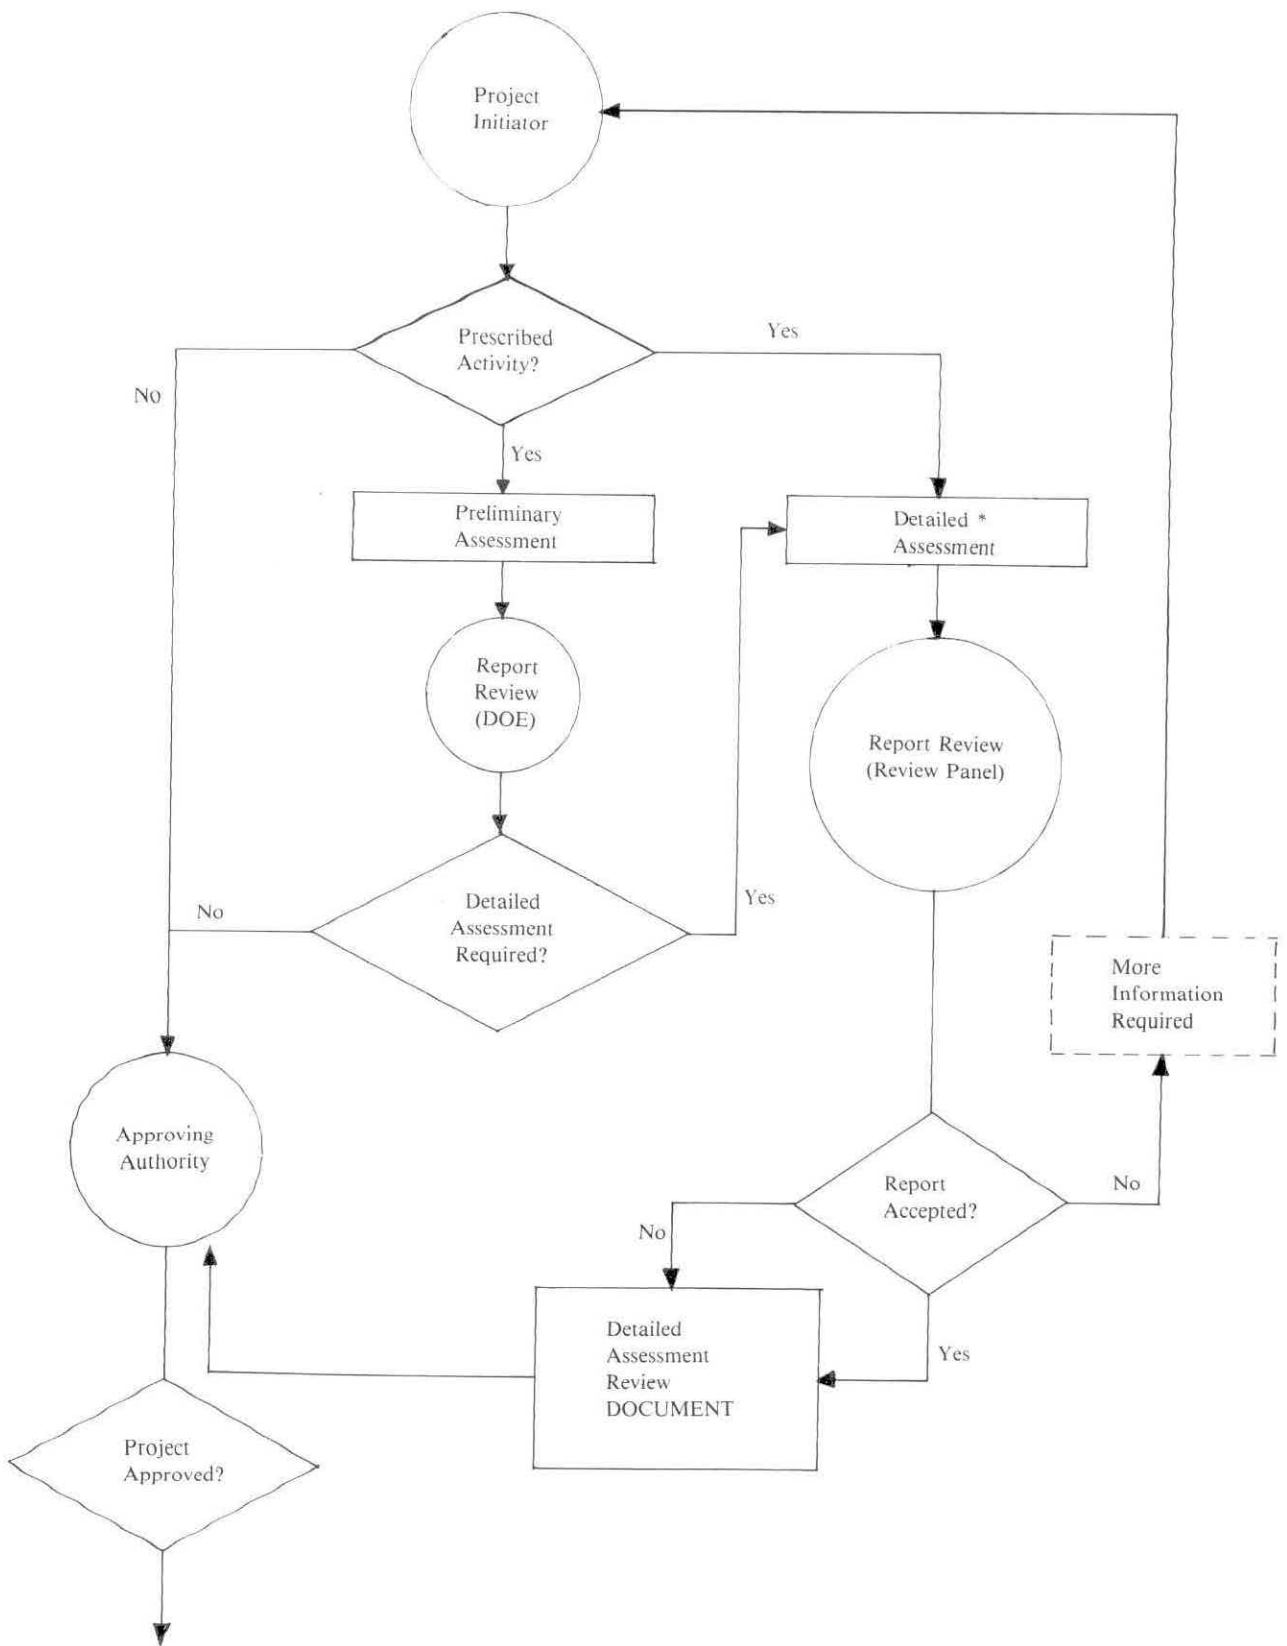 Project
Initiator
Prescribed
Activity?
Yes
No
Yes
Preliminary
Assessment
Detailed *
Assessment
Report
Review
(DOE)
Report Review
(Review Panel)
Detailed
Assessment
Required?
No
Yes
More
Information
Required
Approving
Authority
Report
Accepted?
No
No
Yes
Detailed
Assessment
Review
DOCUMENT
Project
Approved?